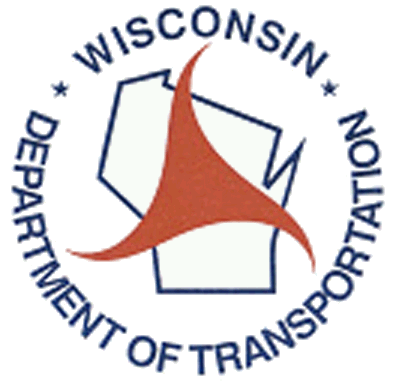 WISCONSIN
DEPARTMENT OF TRANSPORTATION